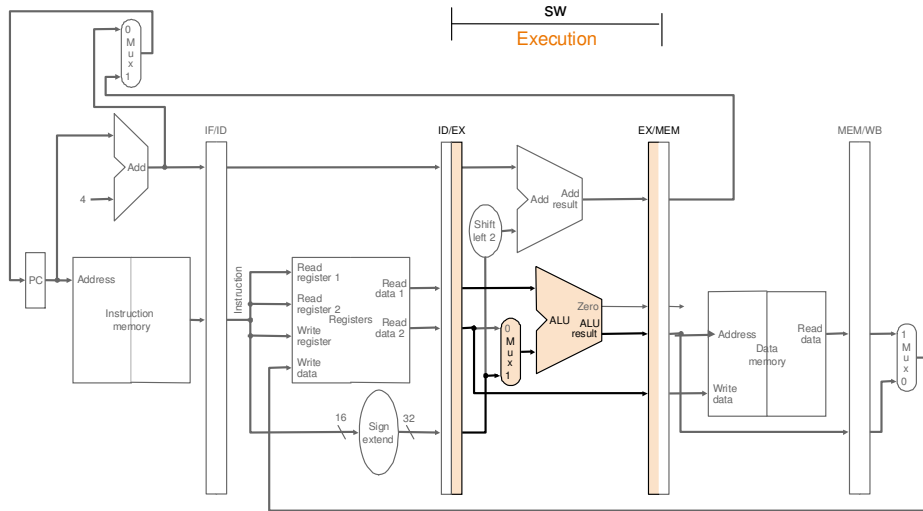 SW
Execution
0
M
u
x
1
IF/ID
ID/EX
EX/MEM
MEM/WB
Add
4
Add
Add
result
Shift
left 2
PC
Address
Instruction
memory
Instruction
Read
register 1
Read
register 2
Write
register
Write
data
Registers
Read
data 1
Read
data 2
0
M
u
x
1
Zero
ALU
ALU
result
Address
Write
data
Data
memory
Read
data
1
M
u
x
0
16
Sign
extend
32